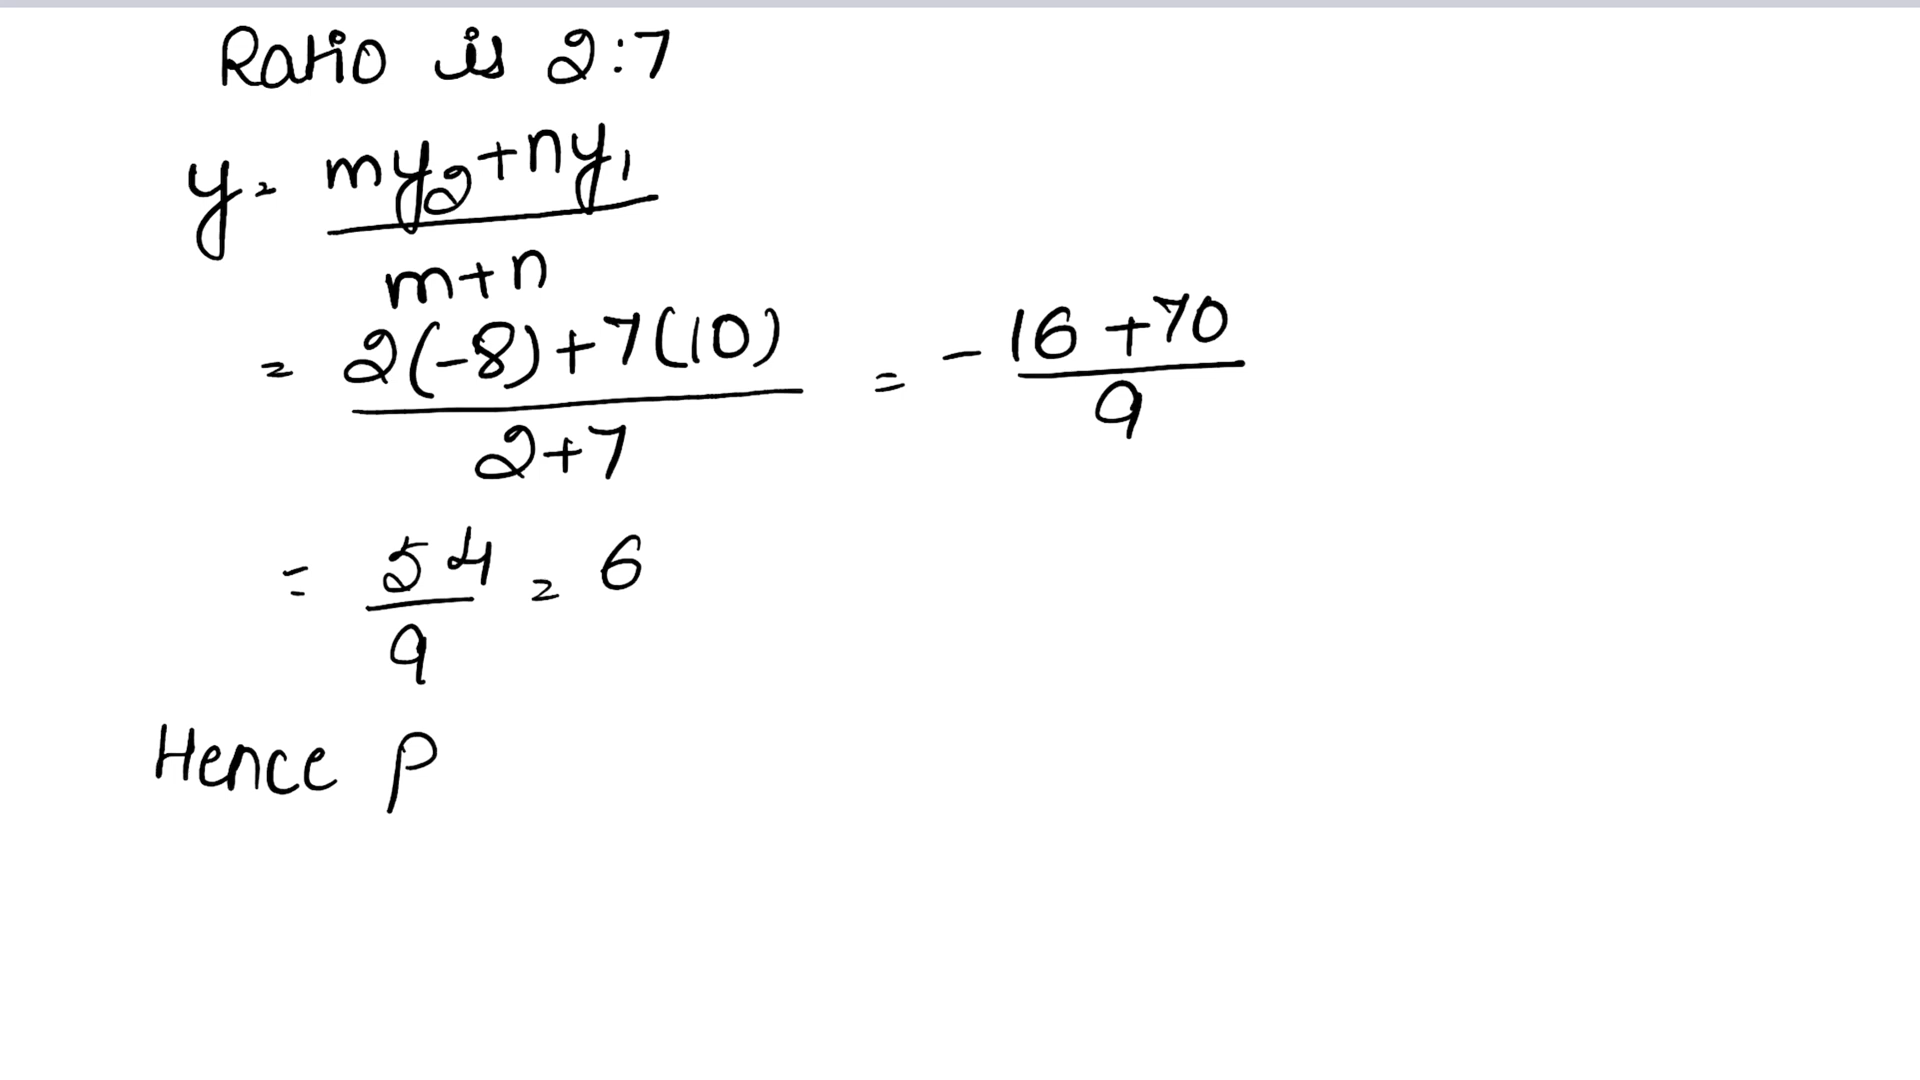 Ratio is 2:7
y = my₂+ny₁
m+n
= 2(-8)+7(10) = -16+70
2+7 9
= 54 = 6
9
Hence P